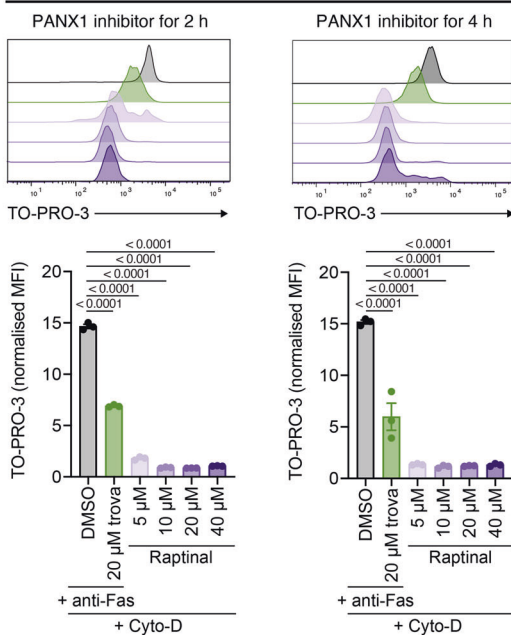 PANX1 inhibitor for 2 h
10¹ 10² 10³ 10⁴ 10⁵
TO-PRO-3
TO-PRO-3 (normalised MFI)
20
15
10
5
0
< 0.0001
< 0.0001
< 0.0001
< 0.0001
< 0.0001
DMSO
20 µM trova
5 µM
10 µM
20 µM
40 µM
Raptinal
+ anti-Fas
+ Cyto-D
PANX1 inhibitor for 4 h
10¹ 10² 10³ 10⁴ 10⁵
TO-PRO-3
TO-PRO-3 (normalised MFI)
20
15
10
5
0
< 0.0001
< 0.0001
< 0.0001
< 0.0001
< 0.0001
DMSO
20 µM trova
5 µM
10 µM
20 µM
40 µM
Raptinal
+ anti-Fas
+ Cyto-D